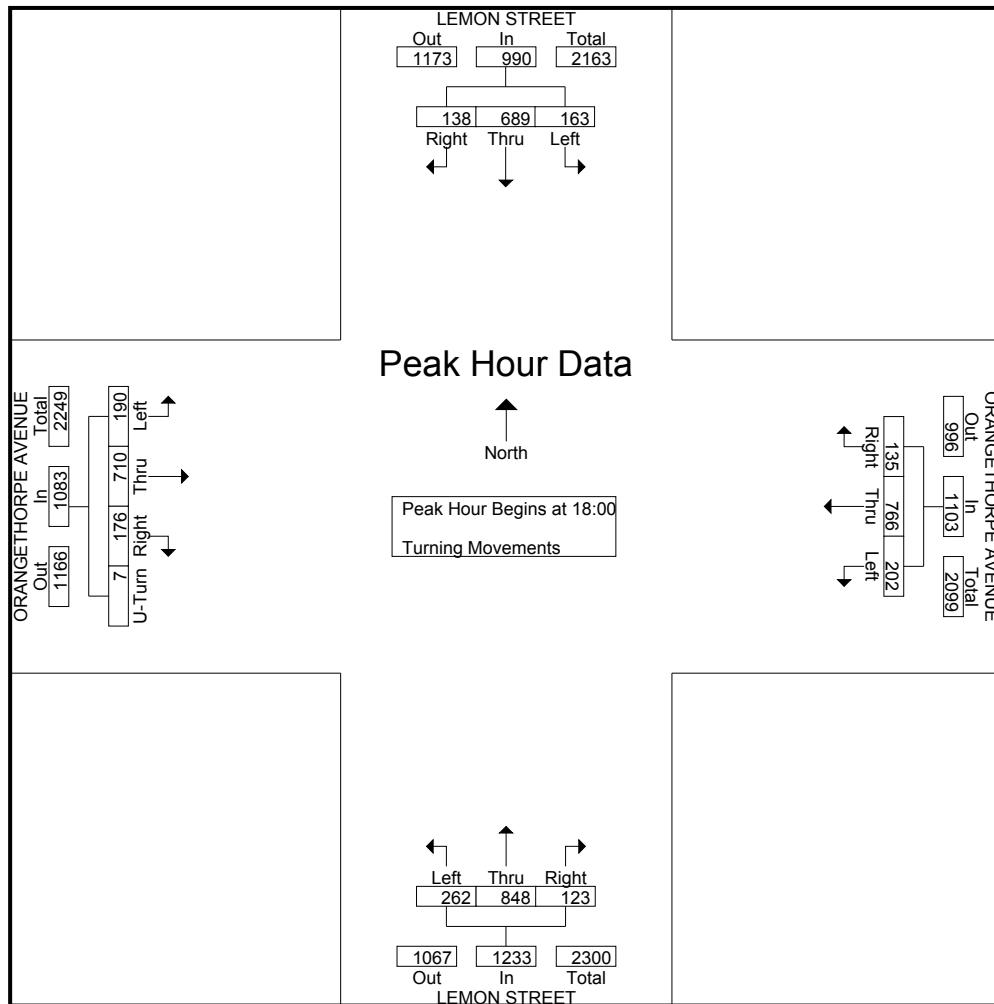 LEMON STREET
Out In Total
1173 990 2163
138 689 163
Right Thru Left
Peak Hour Data
North
Peak Hour Begins at 18:00
Turning Movements
ORANGETHORPE AVENUE
Total In Out
2249 1083 1166
190 710 176 7
Left Thru Right U-Turn
ORANGETHORPE AVENUE
Out In Total
996 1103 2099
135 766 202
Right Thru Left
Left Thru Right
262 848 123
1067 1233 2300
Out In Total
LEMON STREET